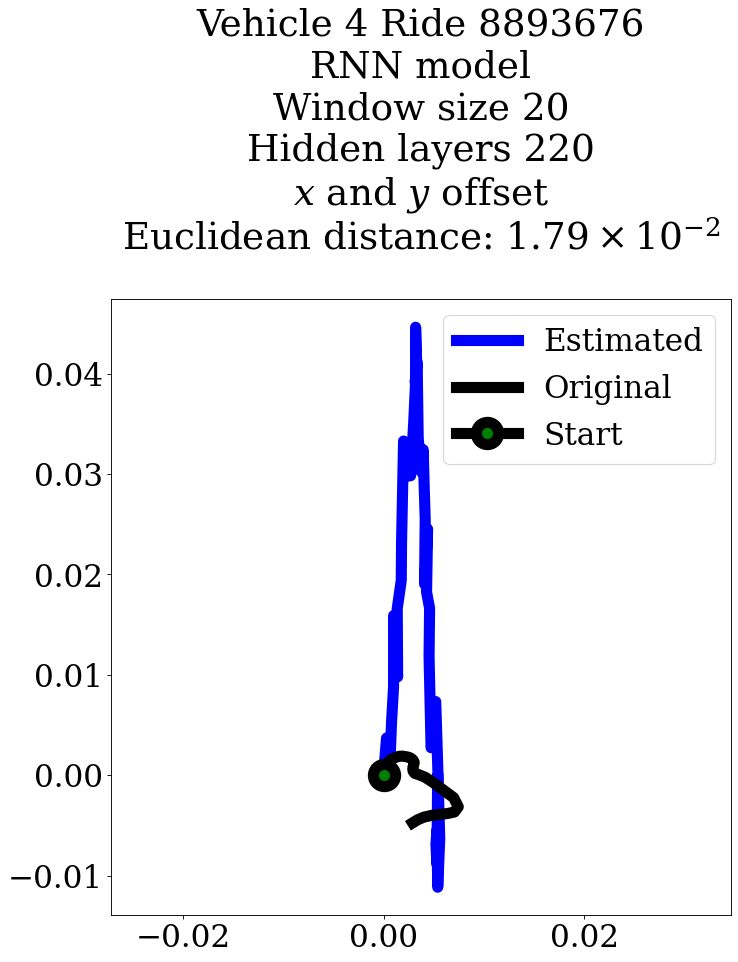 Vehicle 4 Ride 8893676
RNN model
Window size 20
Hidden layers 220
x and y offset
Euclidean distance: 1.79 × 10⁻²
Estimated
Original
Start
0.04
0.03
0.02
0.01
0.00
−0.01
−0.02
0.00
0.02